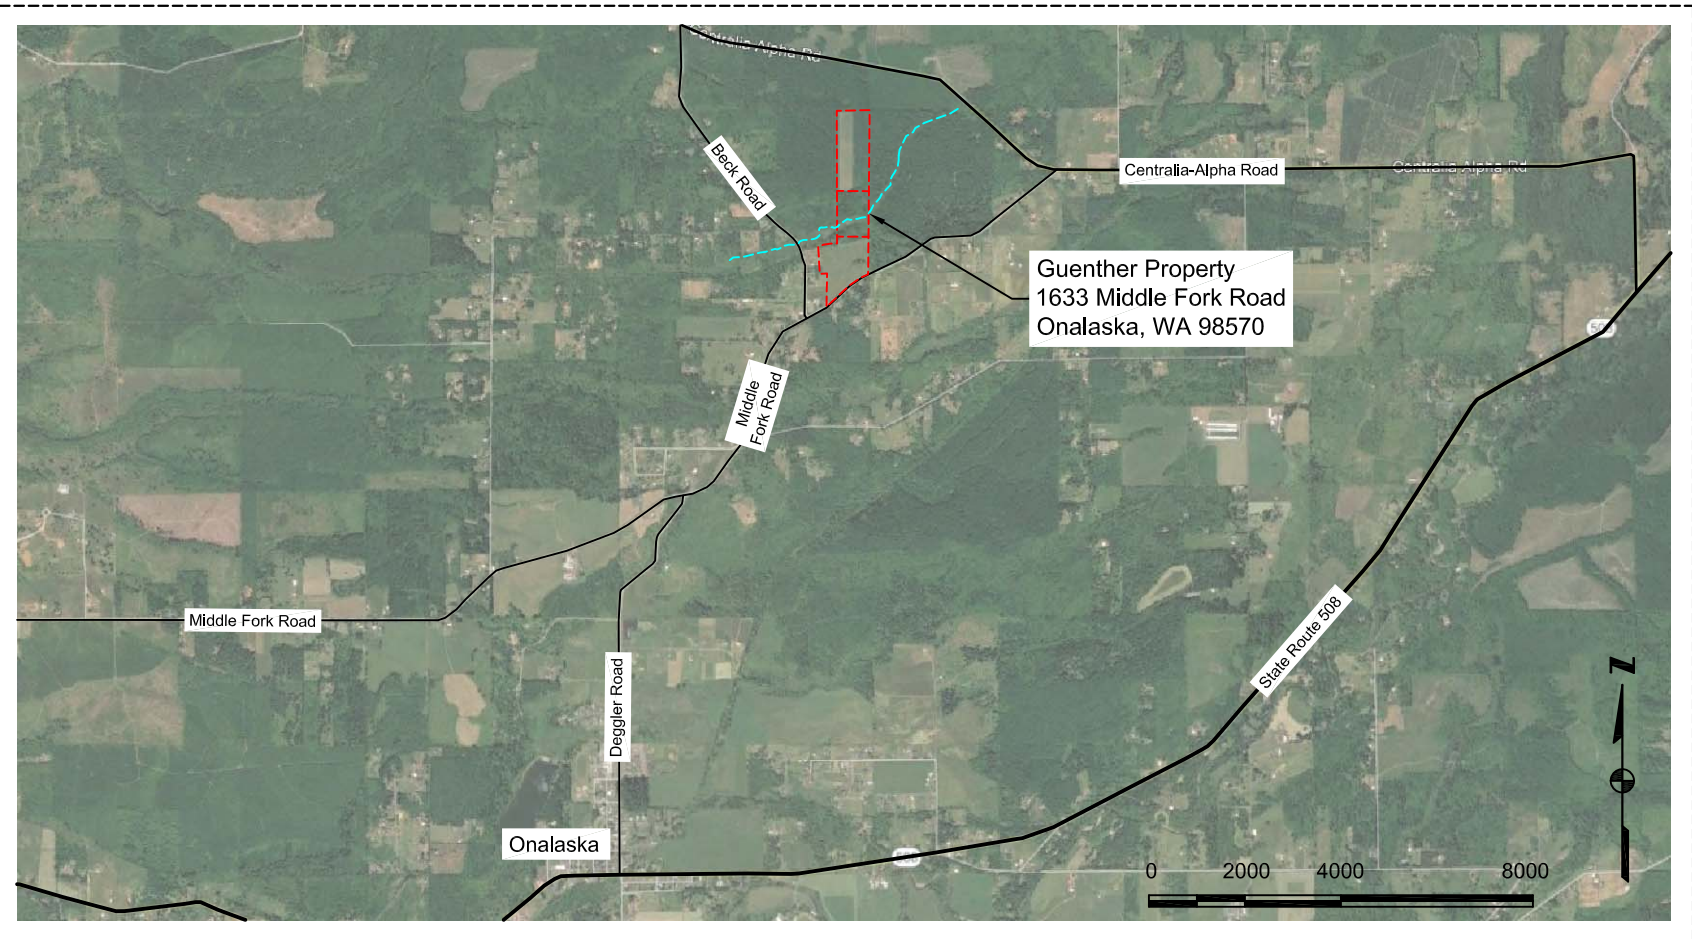 Centralia Alpha Rd
Beck Road
Centralia-Alpha Road
Centralia Alpha Rd
Guenther Property
1633 Middle Fork Road
Onalaska, WA 98570
Middle
Fork Road
Middle Fork Road
Deggler Road
State Route 508
Z
Onalaska
0 2000 4000 8000